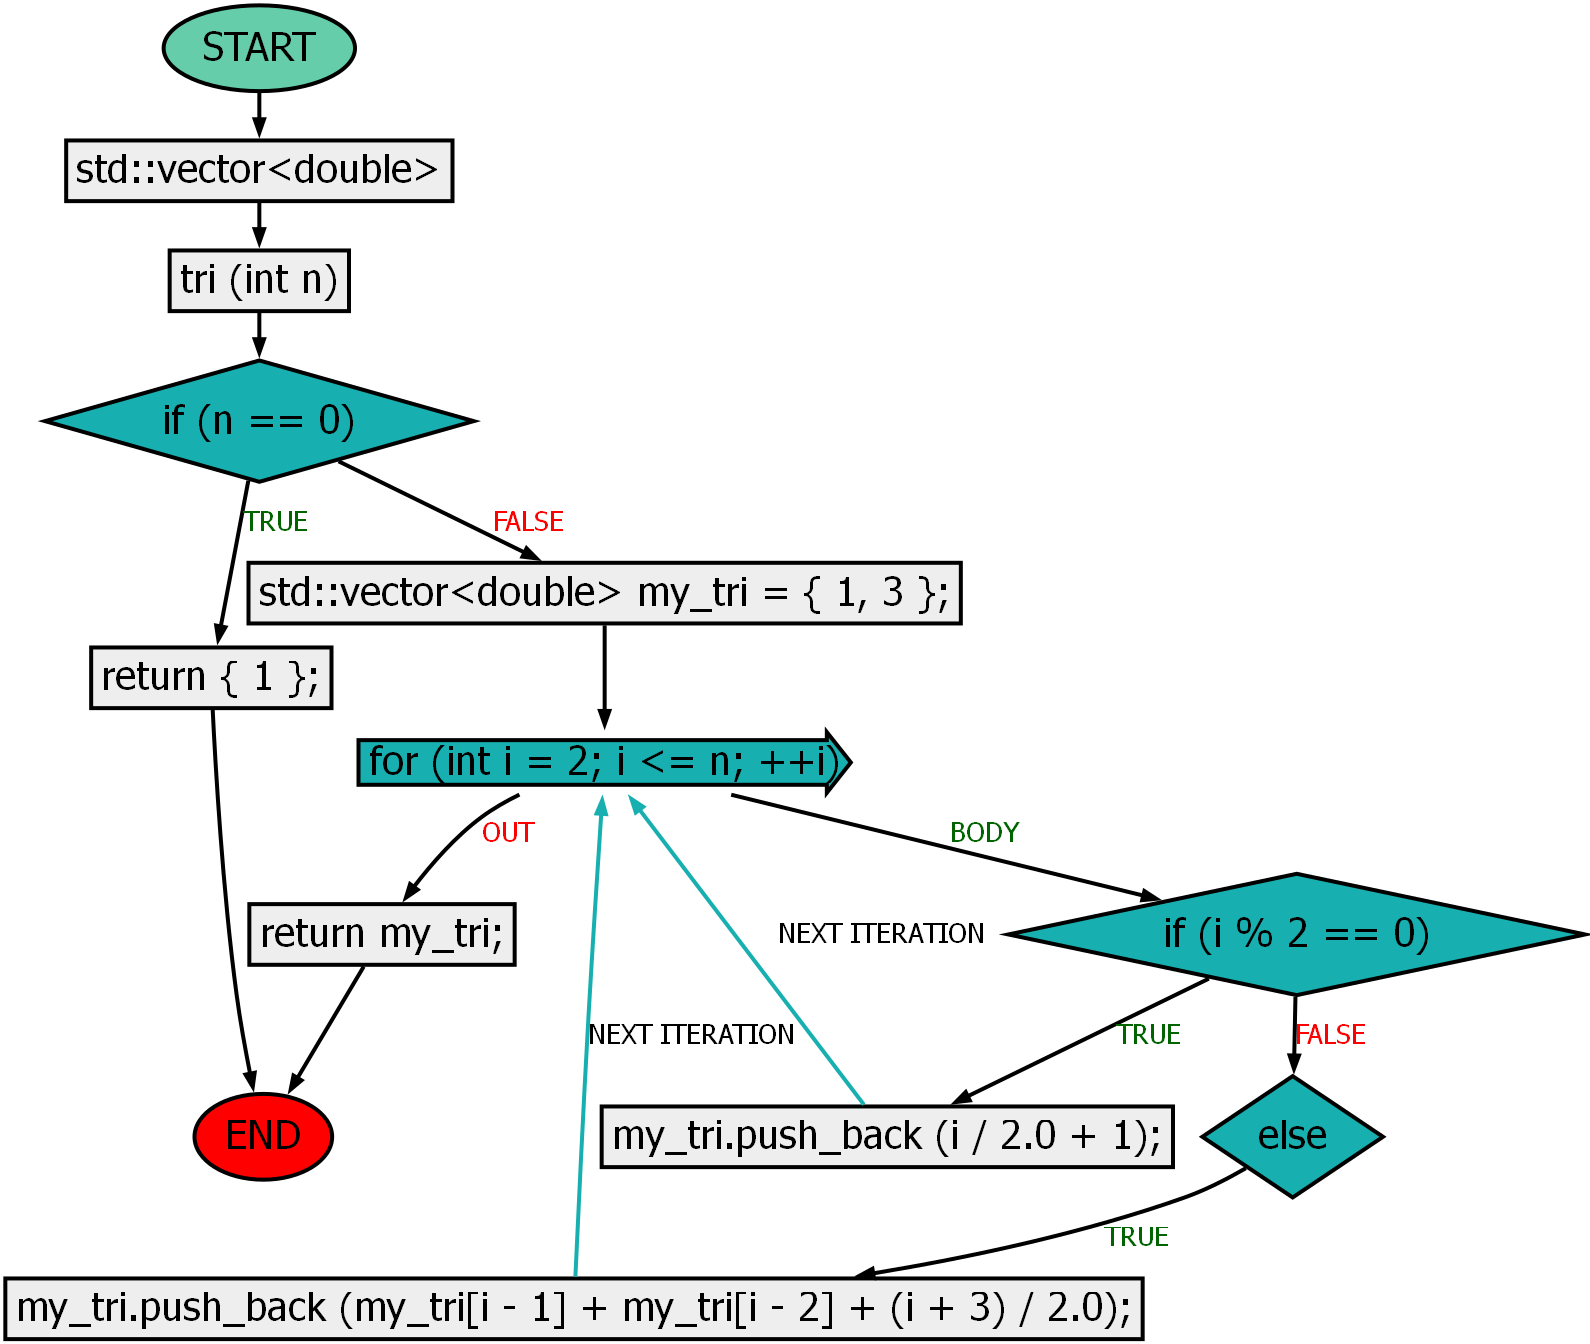 START
std::vector<double>
tri (int n)
if (n == 0)
TRUE
FALSE
std::vector<double> my_tri = { 1, 3 };
return { 1 };
for (int i = 2; i <= n; ++i)
OUT
BODY
return my_tri;
NEXT ITERATION
if (i % 2 == 0)
NEXT ITERATION
TRUE
FALSE
END
my_tri.push_back (i / 2.0 + 1);
else
TRUE
my_tri.push_back (my_tri[i - 1] + my_tri[i - 2] + (i + 3) / 2.0);